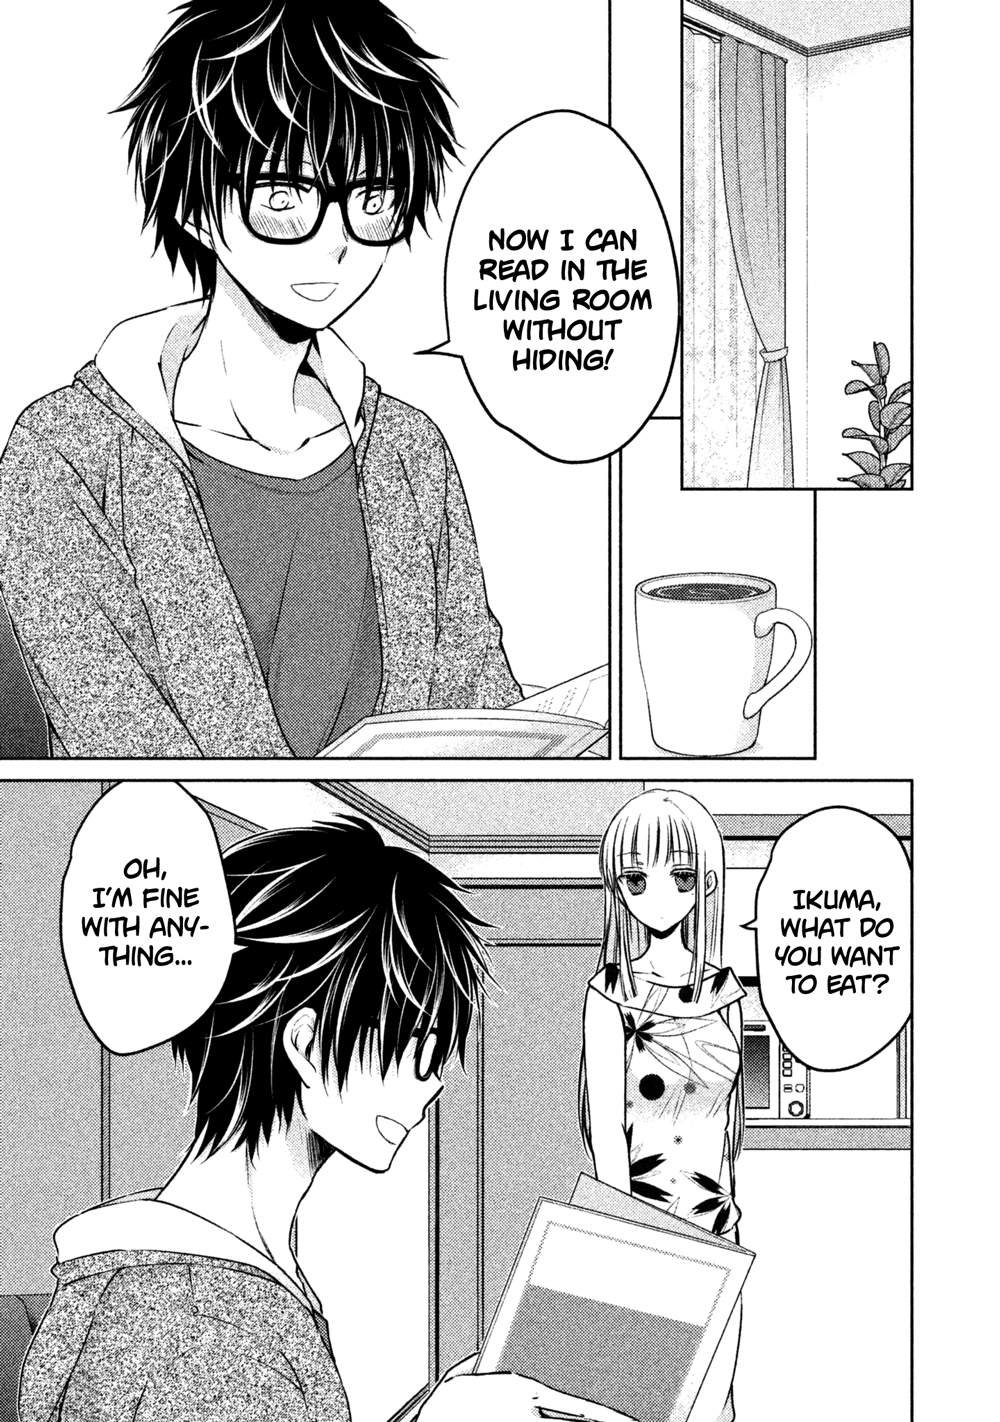 NOW I CAN
READ IN THE
LIVING ROOM
WITHOUT
HIDING!
IKUMA,
WHAT DO
YOU WANT
TO EAT?
OH,
I'M FINE
WITH ANY-
THING...